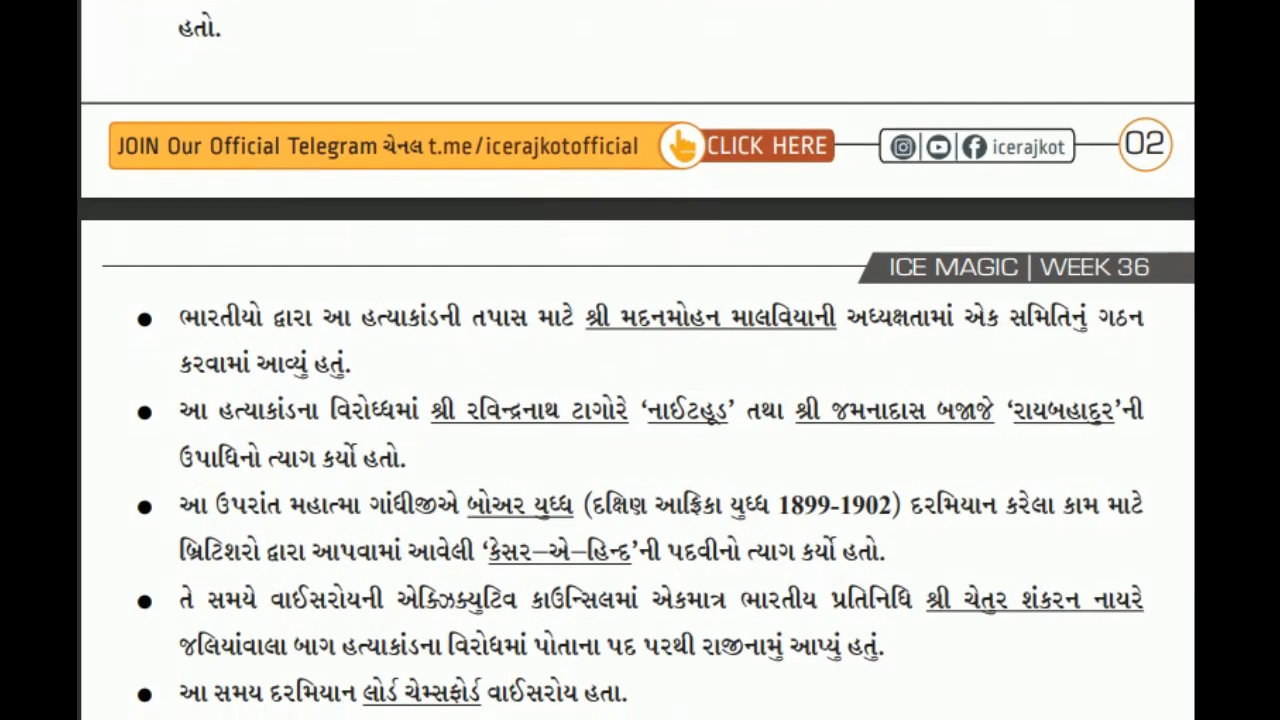 હતો.
JOIN Our Official Telegram ચેનલ t.me/icerajkotofficial CLICK HERE icerajkot 02
ICE MAGIC | WEEK 36
● ભારતીયો દ્વારા આ હત્યાકાંડની તપાસ માટે શ્રી મદનમોહન માલવિયાની અધ્યક્ષતામાં એક સમિતિનું ગઠન
કરવામાં આવ્યું હતું.
● આ હત્યાકાંડના વિરોધ્ધમાં શ્રી રવિન્દ્રનાથ ટાગોરે ‘નાઈટહૂડ’ તથા શ્રી જમનાદાસ બજાજે ‘રાયબહાદુર’ની
ઉપાધિનો ત્યાગ કર્યો હતો.
● આ ઉપરાંત મહાત્મા ગાંધીજીએ બોઅર યુધ્ધ (દક્ષિણ આફ્રિકા યુધ્ધ 1899-1902) દરમિયાન કરેલા કામ માટે
બ્રિટિશરો દ્વારા આપવામાં આવેલી ‘કેસર–એ–હિન્દ’ની પદવીનો ત્યાગ કર્યો હતો.
● તે સમયે વાઈસરોયની એક્ઝિક્યુટિવ કાઉન્સિલમાં એકમાત્ર ભારતીય પ્રતિનિધિ શ્રી ચેતુર શંકરન નાયરે
જલિયાંવાલા બાગ હત્યાકાંડના વિરોધમાં પોતાના પદ પરથી રાજીનામું આપ્યું હતું.
● આ સમય દરમિયાન લોર્ડ ચેમ્સફોર્ડ વાઈસરોય હતા.